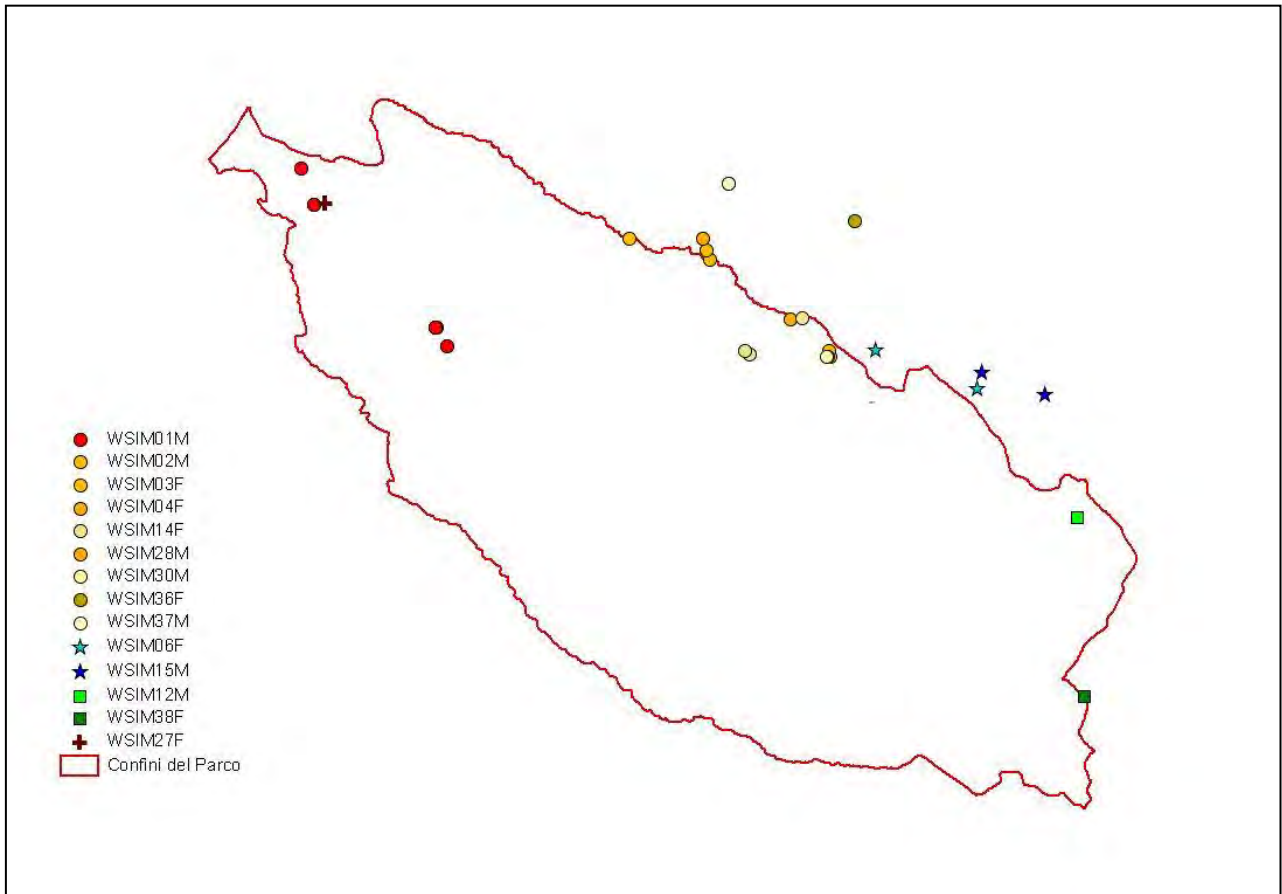 WSIM01M
WSIM02M
WSIM03F
WSIM04F
WSIM14F
WSIM28M
WSIM30M
WSIM36F
WSIM37M
WSIM06F
WSIM15M
WSIM12M
WSIM38F
WSIM27F
Confini del Parco